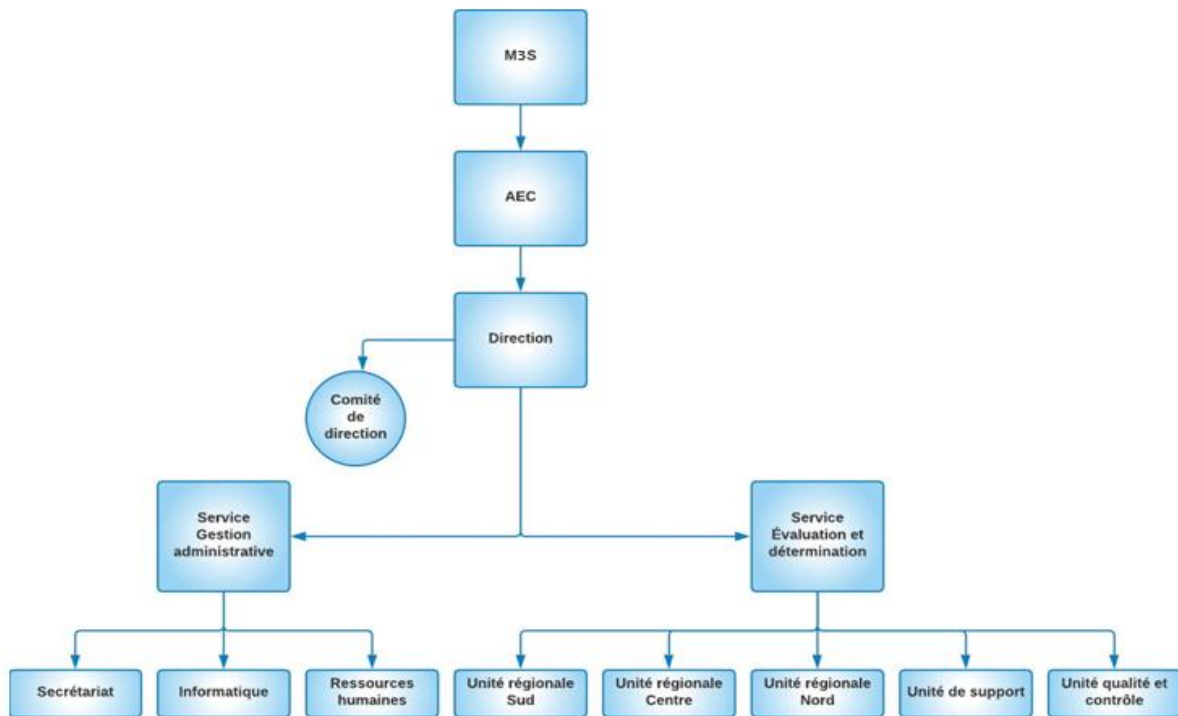 M3S
AEC
Direction
Comité
de
direction
Service
Gestion
administrative
Service
Évaluation et
détermination
Secrétariat
Informatique
Ressources
humaines
Unité régionale
Sud
Unité régionale
Centre
Unité régionale
Nord
Unité de support
Unité qualité et
contrôle